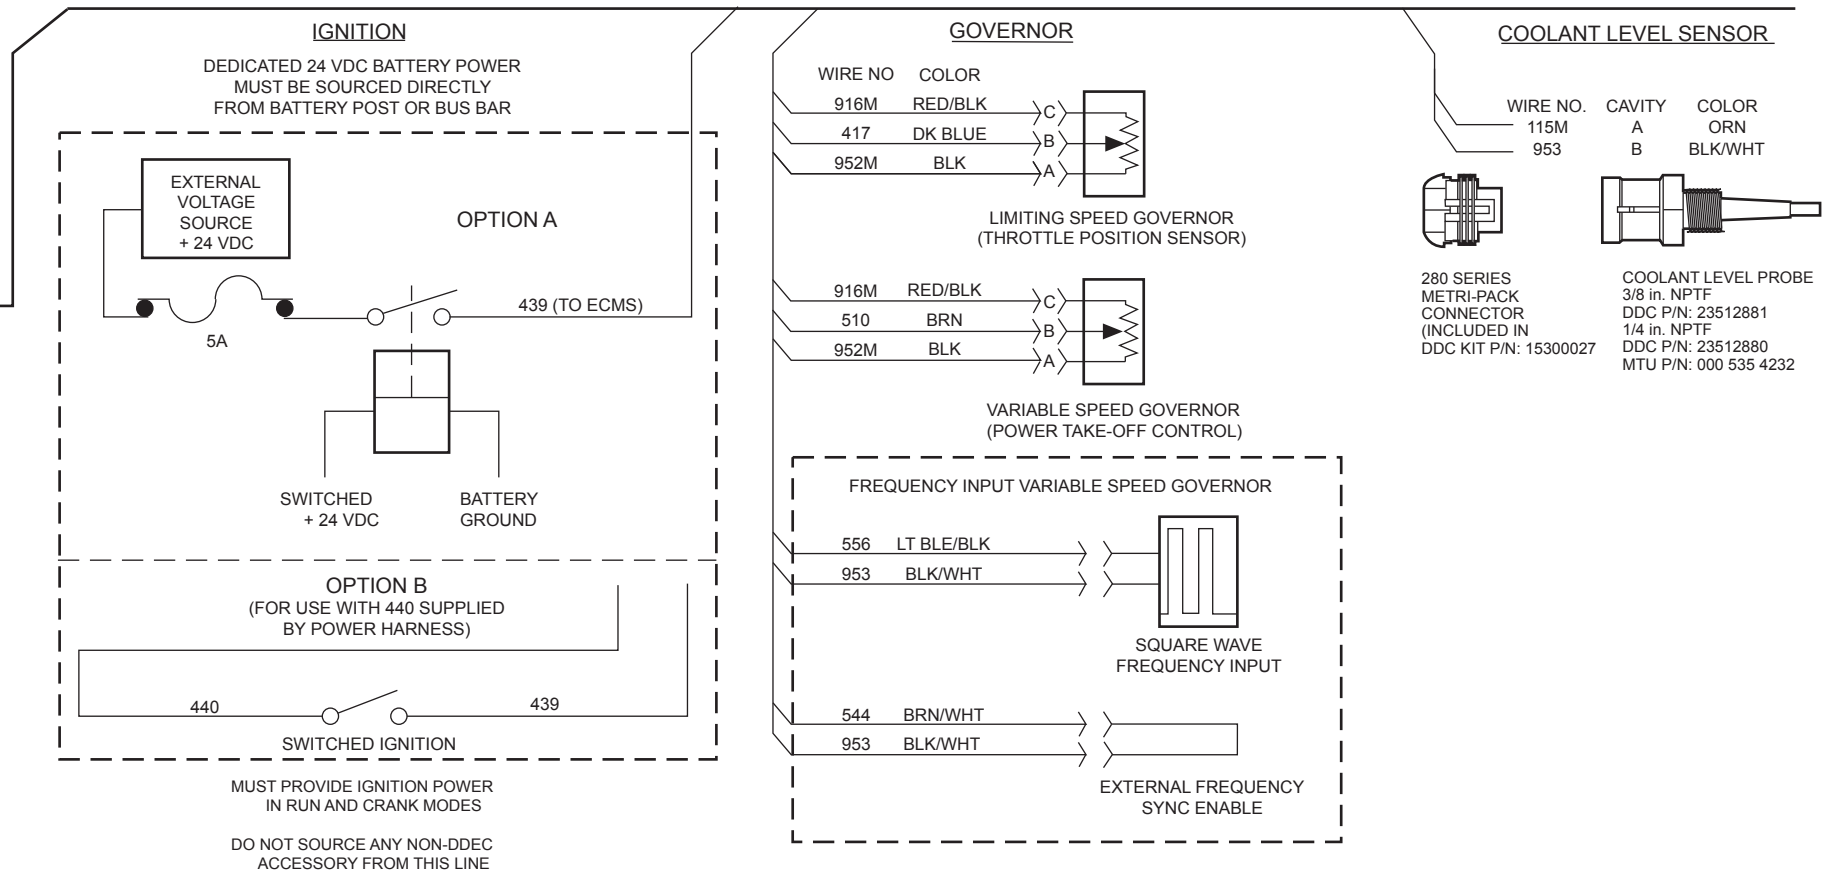 IGNITION
DEDICATED 24 VDC BATTERY POWER
MUST BE SOURCED DIRECTLY
FROM BATTERY POST OR BUS BAR
EXTERNAL
VOLTAGE
SOURCE
+ 24 VDC
OPTION A
5A
439 (TO ECMS)
SWITCHED
+ 24 VDC
BATTERY
GROUND
OPTION B
(FOR USE WITH 440 SUPPLIED
BY POWER HARNESS)
440
439
SWITCHED IGNITION
MUST PROVIDE IGNITION POWER
IN RUN AND CRANK MODES
DO NOT SOURCE ANY NON-DDEC
ACCESSORY FROM THIS LINE
GOVERNOR
WIRE NO COLOR
916M RED/BLK C
417 DK BLUE B
952M BLK A
LIMITING SPEED GOVERNOR
(THROTTLE POSITION SENSOR)
916M RED/BLK C
510 BRN B
952M BLK A
VARIABLE SPEED GOVERNOR
(POWER TAKE-OFF CONTROL)
FREQUENCY INPUT VARIABLE SPEED GOVERNOR
556 LT BLE/BLK
953 BLK/WHT
SQUARE WAVE
FREQUENCY INPUT
544 BRN/WHT
953 BLK/WHT
EXTERNAL FREQUENCY
SYNC ENABLE
COOLANT LEVEL SENSOR
WIRE NO. CAVITY COLOR
115M A ORN
953 B BLK/WHT
280 SERIES
METRI-PACK
CONNECTOR
(INCLUDED IN
DDC KIT P/N: 15300027
COOLANT LEVEL PROBE
3/8 in. NPTF
DDC P/N: 23512881
1/4 in. NPTF
DDC P/N: 23512880
MTU P/N: 000 535 4232